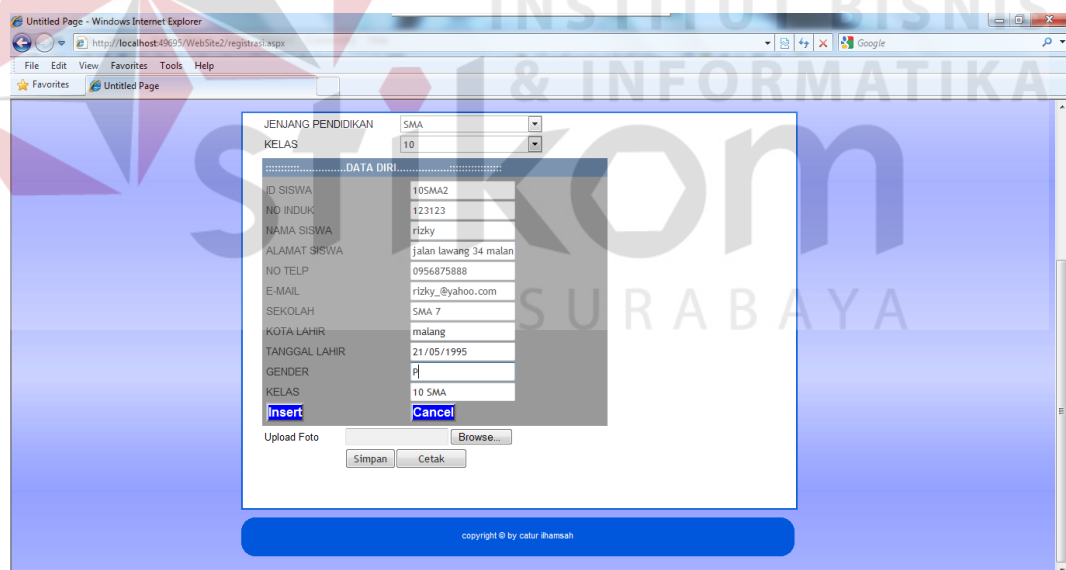 INSTITUT BISNIS
Untitled Page - Windows Internet Explorer
http://localhost:49695/WebSite2/registrasi.aspx
Google
File Edit View Favorites Tools Help
& INFORMATIKA
Favorites Untitled Page
stikom
JENJANG PENDIDIKAN SMA
KELAS 10
:::::::::::................DATA DIRI..................::::::::::::::::
ID SISWA 10SMA2
NO INDUK 123123
NAMA SISWA rizky
ALAMAT SISWA jalan lawang 34 malan
NO TELP 0956875888
E-MAIL rizky_@yahoo.com
SURABAYA
SEKOLAH SMA 7
KOTA LAHIR malang
TANGGAL LAHIR 21/05/1995
GENDER P
KELAS 10 SMA
Insert Cancel
Upload Foto Browse...
Simpan Cetak
copyright © by catur ilhamsah